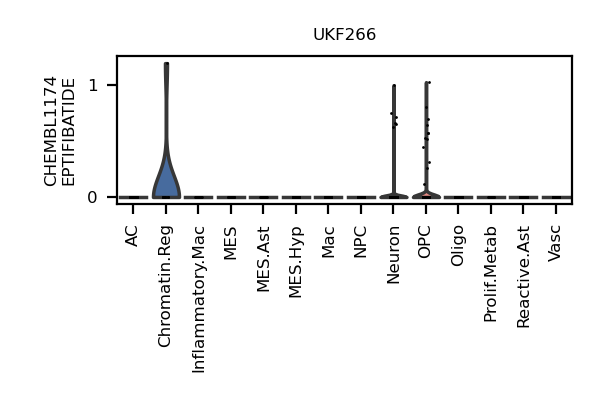 UKF266
CHEMBL1174
EPTIFIBATIDE
1
0
AC
Chromatin.Reg
Inflammatory.Mac
MES
MES.Ast
MES.Hyp
Mac
NPC
Neuron
OPC
Oligo
Prolif.Metab
Reactive.Ast
Vasc